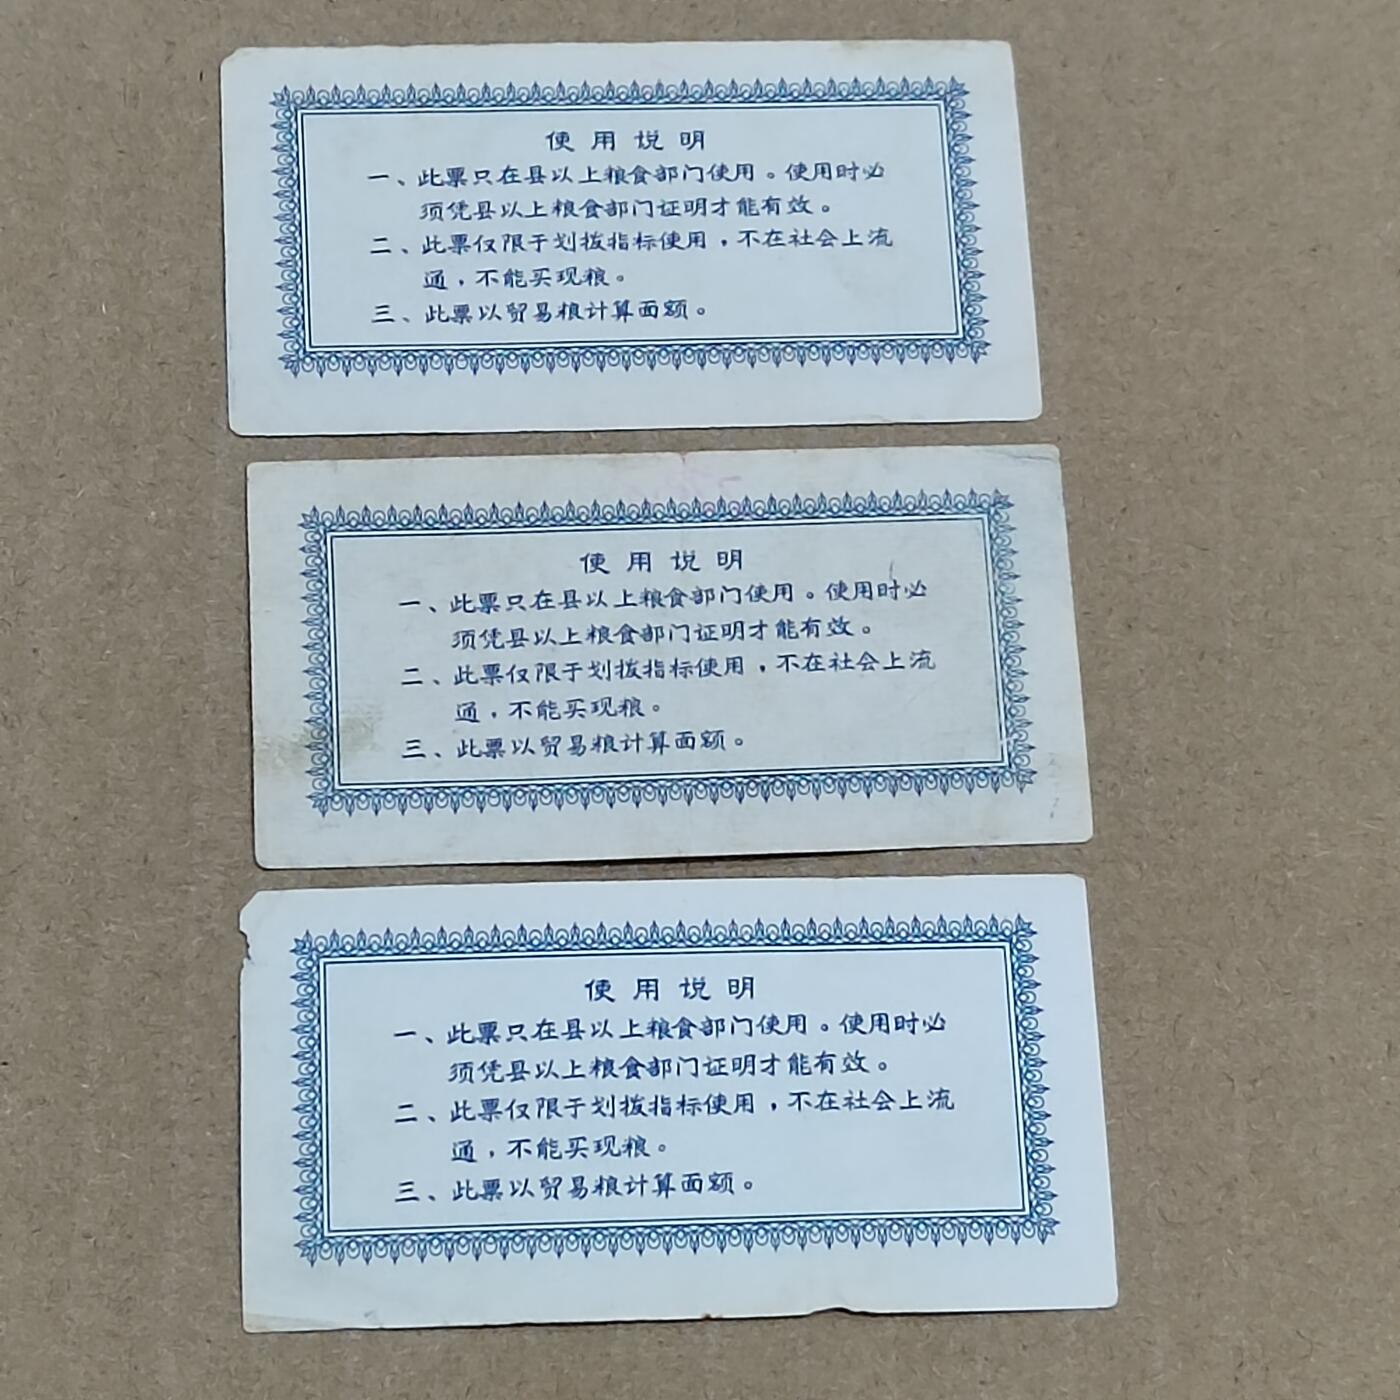 使用说明
一、此票只在县以上粮食部门使用。使用时必
须凭县以上粮食部门证明才能有效。
二、此票仅限于划拨指标使用，不在社会上流
通，不能买现粮。
三、此票以贸易粮计算面额。
使用说明
一、此票只在县以上粮食部门使用。使用时必
须凭县以上粮食部门证明才能有效。
二、此票仅限于划拨指标使用，不在社会上流
通，不能买现粮。
三、此票以贸易粮计算面额。
使用说明
一、此票只在县以上粮食部门使用。使用时必
须凭县以上粮食部门证明才能有效。
二、此票仅限于划拨指标使用，不在社会上流
通，不能买现粮。
三、此票以贸易粮计算面额。